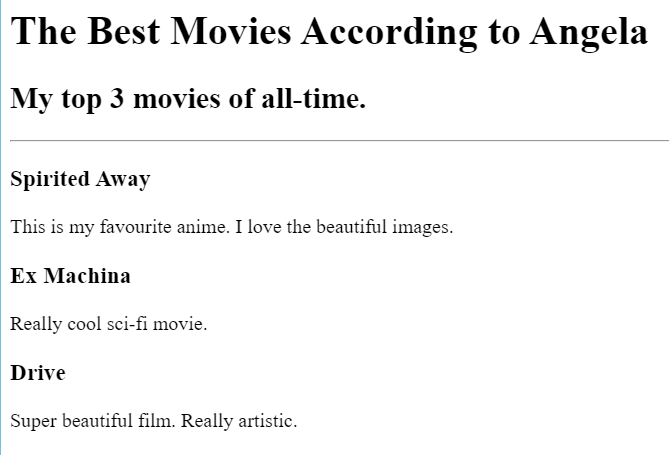 The Best Movies According to Angela
My top 3 movies of all-time.
Spirited Away
This is my favourite anime. I love the beautiful images.
Ex Machina
Really cool sci-fi movie.
Drive
Super beautiful film. Really artistic.